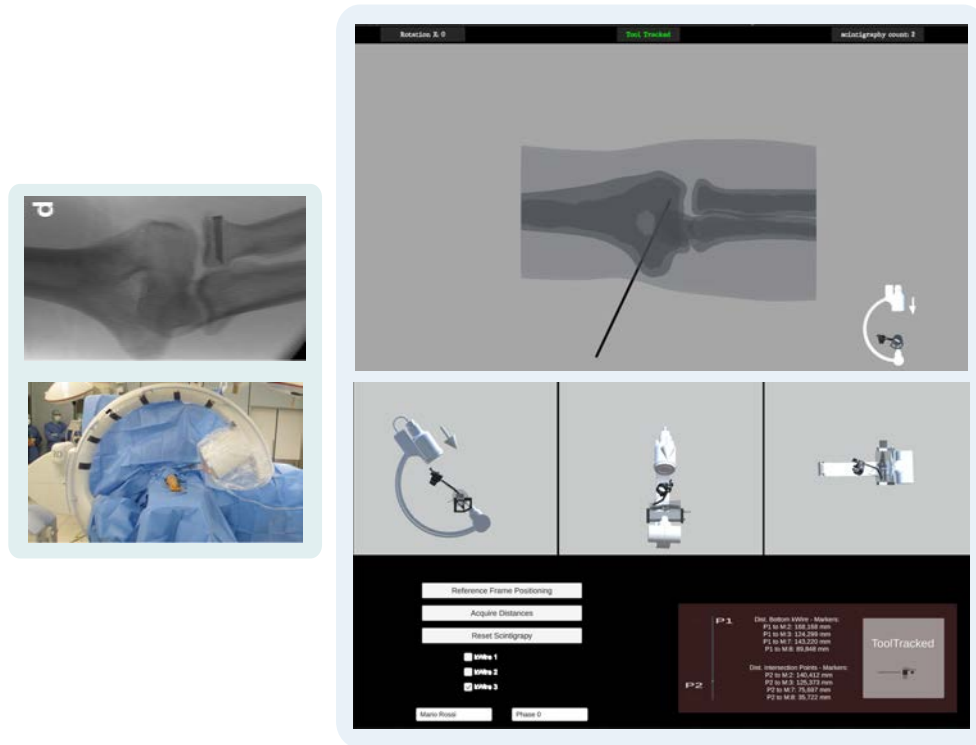 Rotation X: 0
Tool Tracked
scintigraphy count: 2
d
Reference Frame Positioning
Acquire Distances
Reset Scintigrapy
kWire 1
kWire 2
kWire 3
Mario Rossi
Phase 0
P1
P2
Dist. Bottom kWire - Markers:
P1 to M:2: 168,168 mm
P1 to M:3: 124,299 mm
P1 to M:7: 143,220 mm
P1 to M:8: 89,848 mm
Dist. Intersection Points - Markers:
P2 to M:2: 140,412 mm
P2 to M:3: 125,373 mm
P2 to M:7: 75,697 mm
P2 to M:8: 35,722 mm
ToolTracked